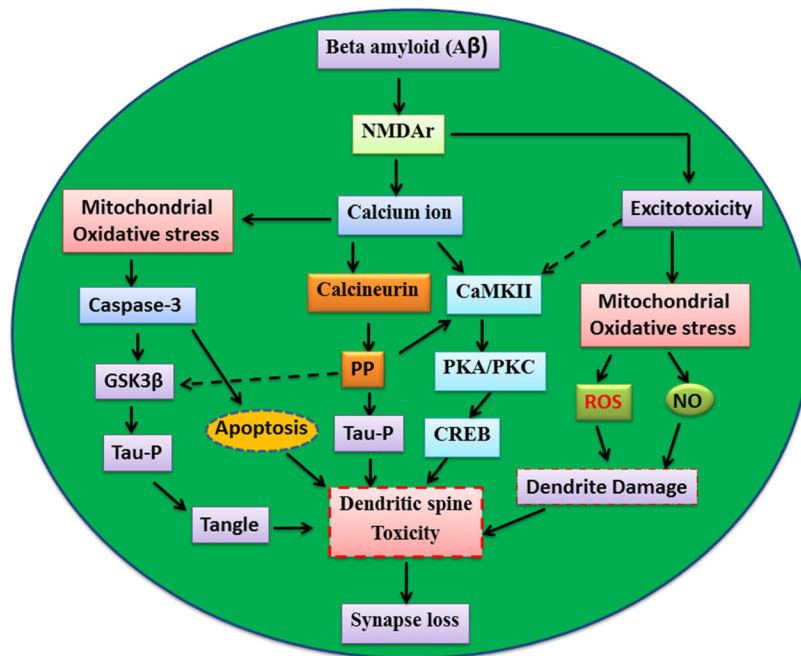 Beta amyloid (Aβ)
NMDAr
Calcium ion
Mitochondrial
Oxidative stress
Excitotoxicity
Calcineurin
CaMKII
Caspase-3
Mitochondrial
Oxidative stress
GSK3β
PP
PKA/PKC
ROS
NO
Apoptosis
Tau-P
CREB
Tau-P
Dendrite Damage
Tangle
Dendritic spine
Toxicity
Synapse loss